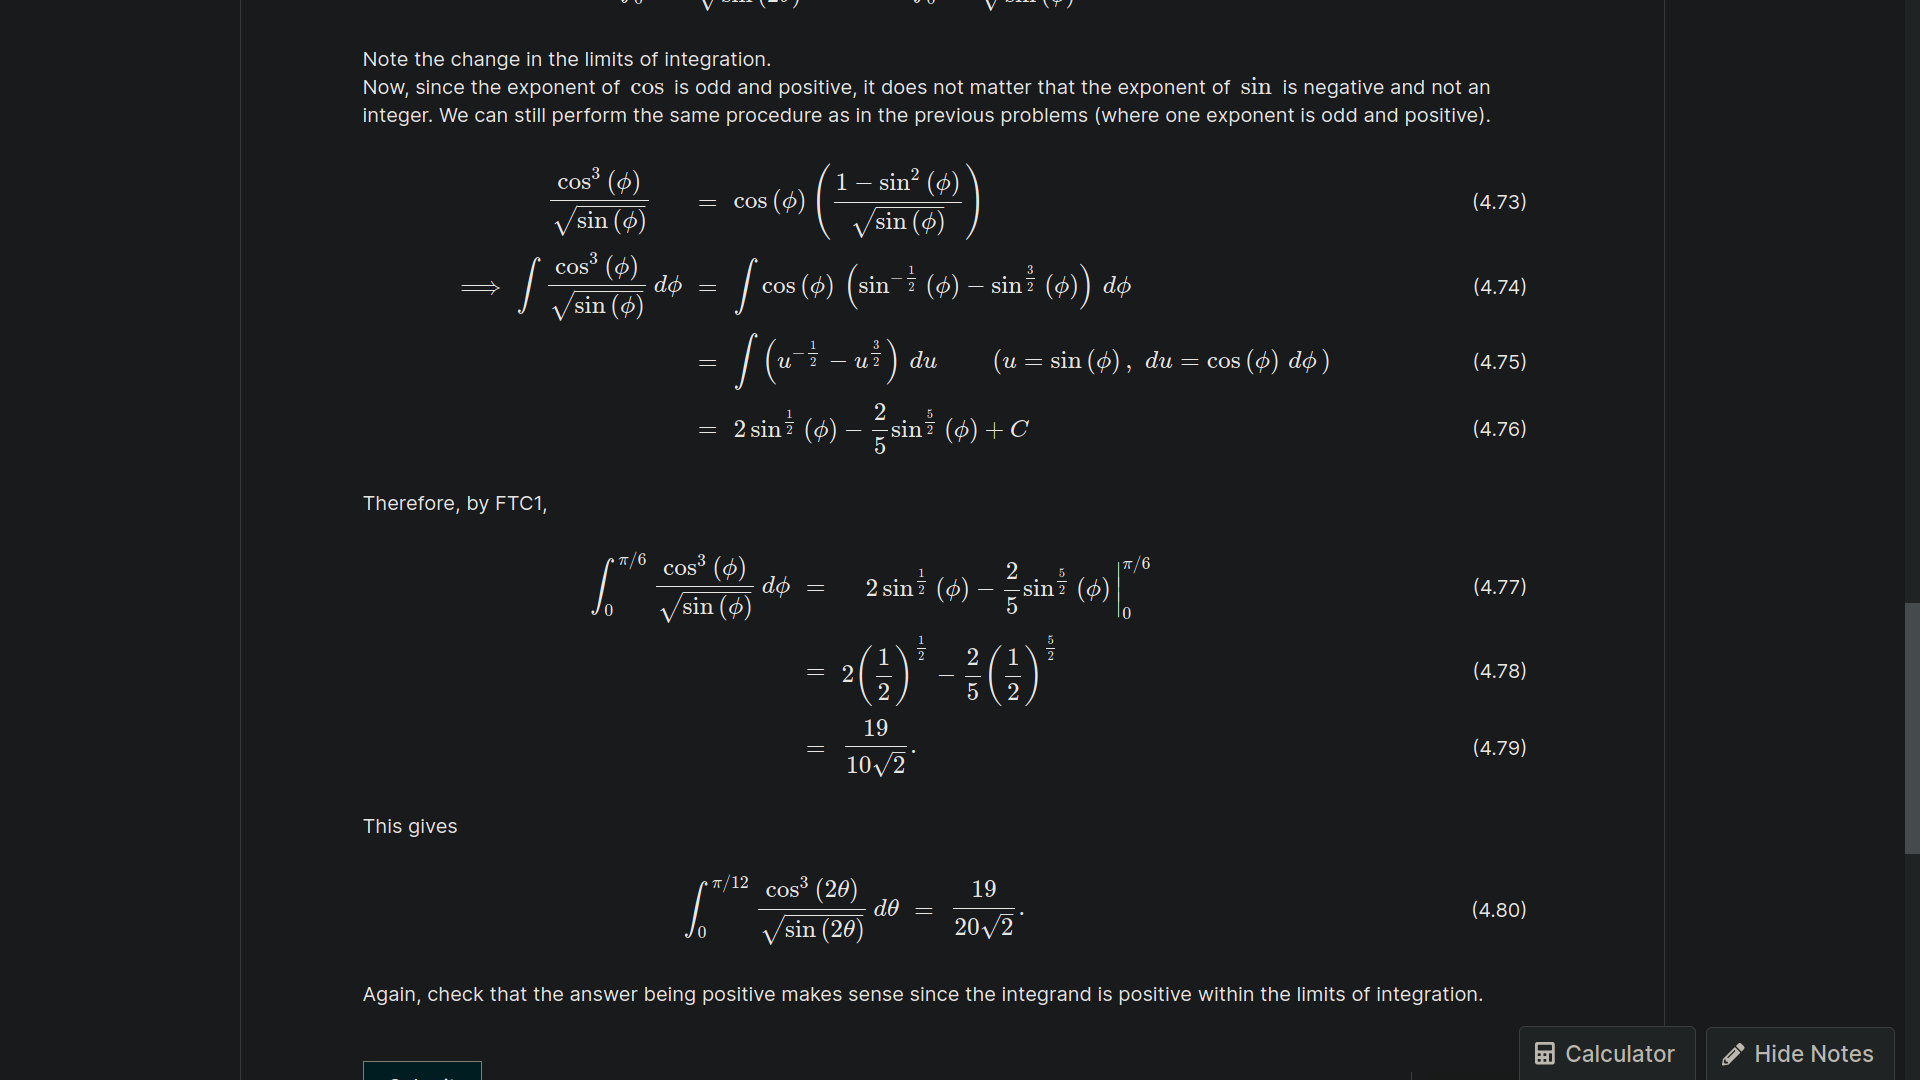 Note the change in the limits of integration.
Now, since the exponent of cos is odd and positive, it does not matter that the exponent of sin is negative and not an
integer. We can still perform the same procedure as in the previous problems (where one exponent is odd and positive).
\frac{\cos^3(\phi)}{\sqrt{\sin(\phi)}} = \cos(\phi) \left( \frac{1 - \sin^2(\phi)}{\sqrt{\sin(\phi)}} \right) (4.73)
\Longrightarrow \int \frac{\cos^3(\phi)}{\sqrt{\sin(\phi)}} d\phi = \int \cos(\phi) \left( \sin^{-\frac{1}{2}}(\phi) - \sin^{\frac{3}{2}}(\phi) \right) d\phi (4.74)
= \int \left( u^{-\frac{1}{2}} - u^{\frac{3}{2}} \right) du (u = \sin(\phi), du = \cos(\phi) d\phi) (4.75)
= 2 \sin^{\frac{1}{2}}(\phi) - \frac{2}{5} \sin^{\frac{5}{2}}(\phi) + C (4.76)
Therefore, by FTC1,
\int_0^{\pi/6} \frac{\cos^3(\phi)}{\sqrt{\sin(\phi)}} d\phi = 2 \sin^{\frac{1}{2}}(\phi) - \frac{2}{5} \sin^{\frac{5}{2}}(\phi) \Big|_0^{\pi/6} (4.77)
= 2 \left( \frac{1}{2} \right)^{\frac{1}{2}} - \frac{2}{5} \left( \frac{1}{2} \right)^{\frac{5}{2}} (4.78)
= \frac{19}{10\sqrt{2}}. (4.79)
This gives
\int_0^{\pi/12} \frac{\cos^3(2\theta)}{\sqrt{\sin(2\theta)}} d\theta = \frac{19}{20\sqrt{2}}. (4.80)
Again, check that the answer being positive makes sense since the integrand is positive within the limits of integration.
Calculator
Hide Notes